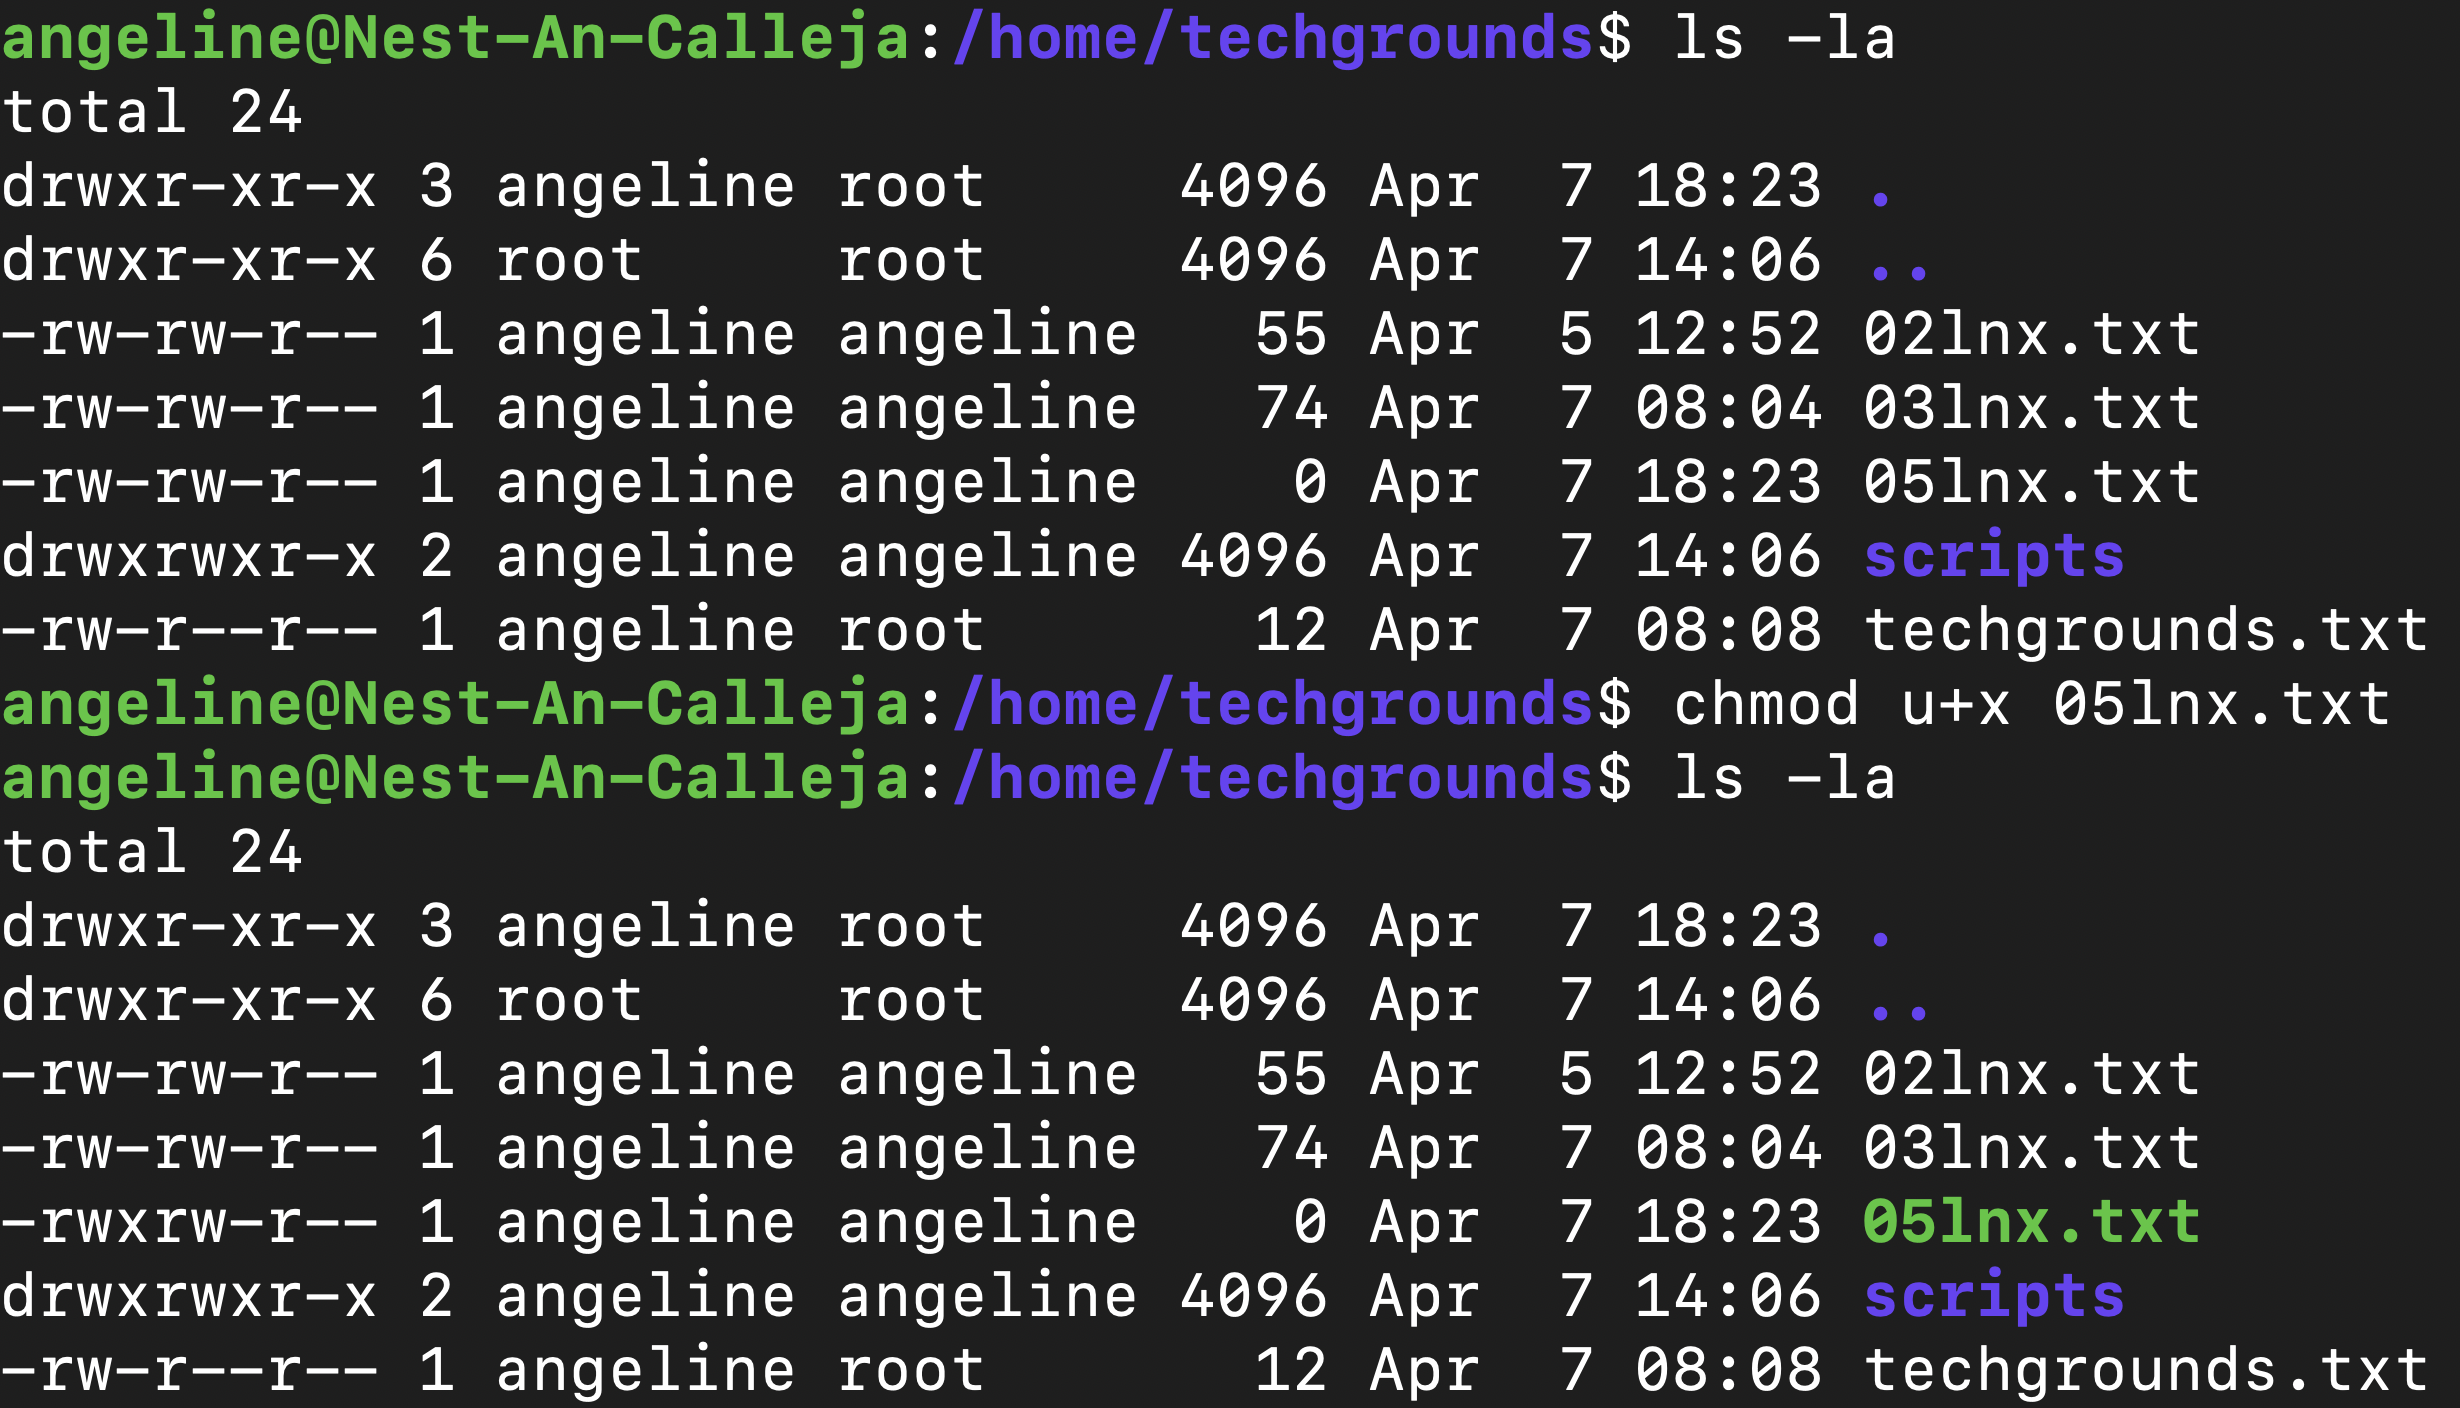 angeline@Nest-An-Calleja:/home/techgrounds$ ls -la
total 24
drwxr-xr-x 3 angeline root     4096 Apr  7 18:23 .
drwxr-xr-x 6 root     root     4096 Apr  7 14:06 ..
-rw-rw-r-- 1 angeline angeline   55 Apr  5 12:52 02lnx.txt
-rw-rw-r-- 1 angeline angeline   74 Apr  7 08:04 03lnx.txt
-rw-rw-r-- 1 angeline angeline    0 Apr  7 18:23 05lnx.txt
drwxrwxr-x 2 angeline angeline 4096 Apr  7 14:06 scripts
-rw-r--r-- 1 angeline root       12 Apr  7 08:08 techgrounds.txt
angeline@Nest-An-Calleja:/home/techgrounds$ chmod u+x 05lnx.txt
angeline@Nest-An-Calleja:/home/techgrounds$ ls -la
total 24
drwxr-xr-x 3 angeline root     4096 Apr  7 18:23 .
drwxr-xr-x 6 root     root     4096 Apr  7 14:06 ..
-rw-rw-r-- 1 angeline angeline   55 Apr  5 12:52 02lnx.txt
-rw-rw-r-- 1 angeline angeline   74 Apr  7 08:04 03lnx.txt
-rwxrw-r-- 1 angeline angeline    0 Apr  7 18:23 05lnx.txt
drwxrwxr-x 2 angeline angeline 4096 Apr  7 14:06 scripts
-rw-r--r-- 1 angeline root       12 Apr  7 08:08 techgrounds.txt